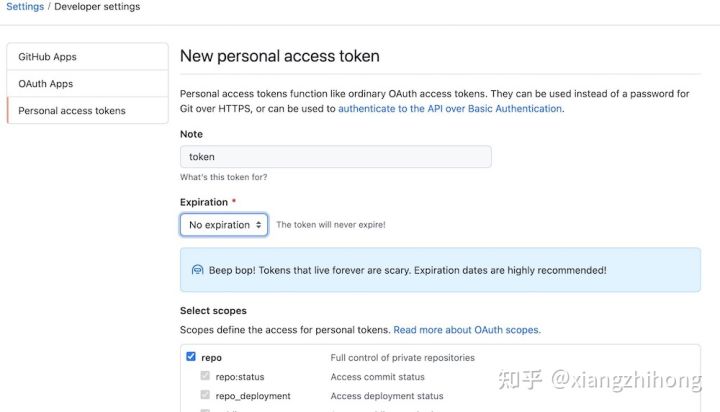 Settings / Developer settings
GitHub Apps
OAuth Apps
Personal access tokens
New personal access token
Personal access tokens function like ordinary OAuth access tokens. They can be used instead of a password for
Git over HTTPS, or can be used to authenticate to the API over Basic Authentication.
Note
token
What's this token for?
Expiration *
No expiration
The token will never expire!
Beep bop! Tokens that live forever are scary. Expiration dates are highly recommended!
Select scopes
Scopes define the access for personal tokens. Read more about OAuth scopes.
repo Full control of private repositories
repo:status Access commit status
repo_deployment Access deployment status
知乎 @xiangzhihong